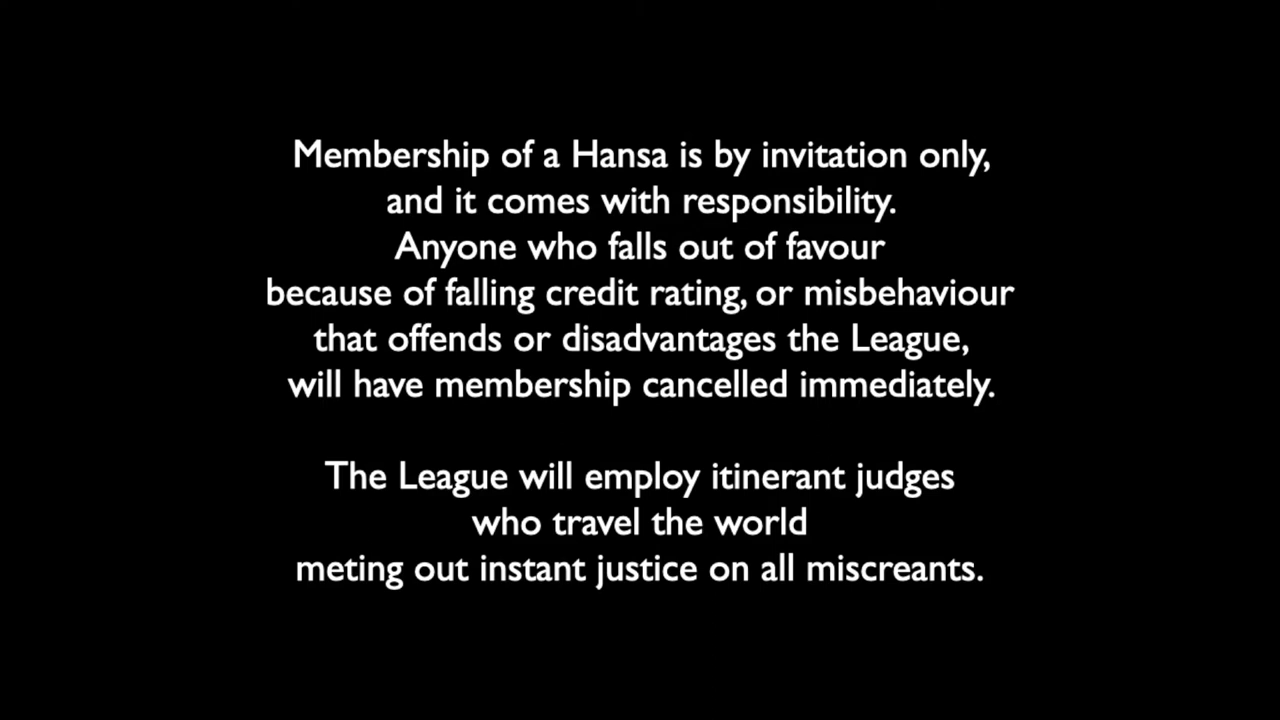 Membership of a Hansa is by invitation only,
and it comes with responsibility.
Anyone who falls out of favour
because of falling credit rating, or misbehaviour
that offends or disadvantages the League,
will have membership cancelled immediately.
The League will employ itinerant judges
who travel the world
meting out instant justice on all miscreants.